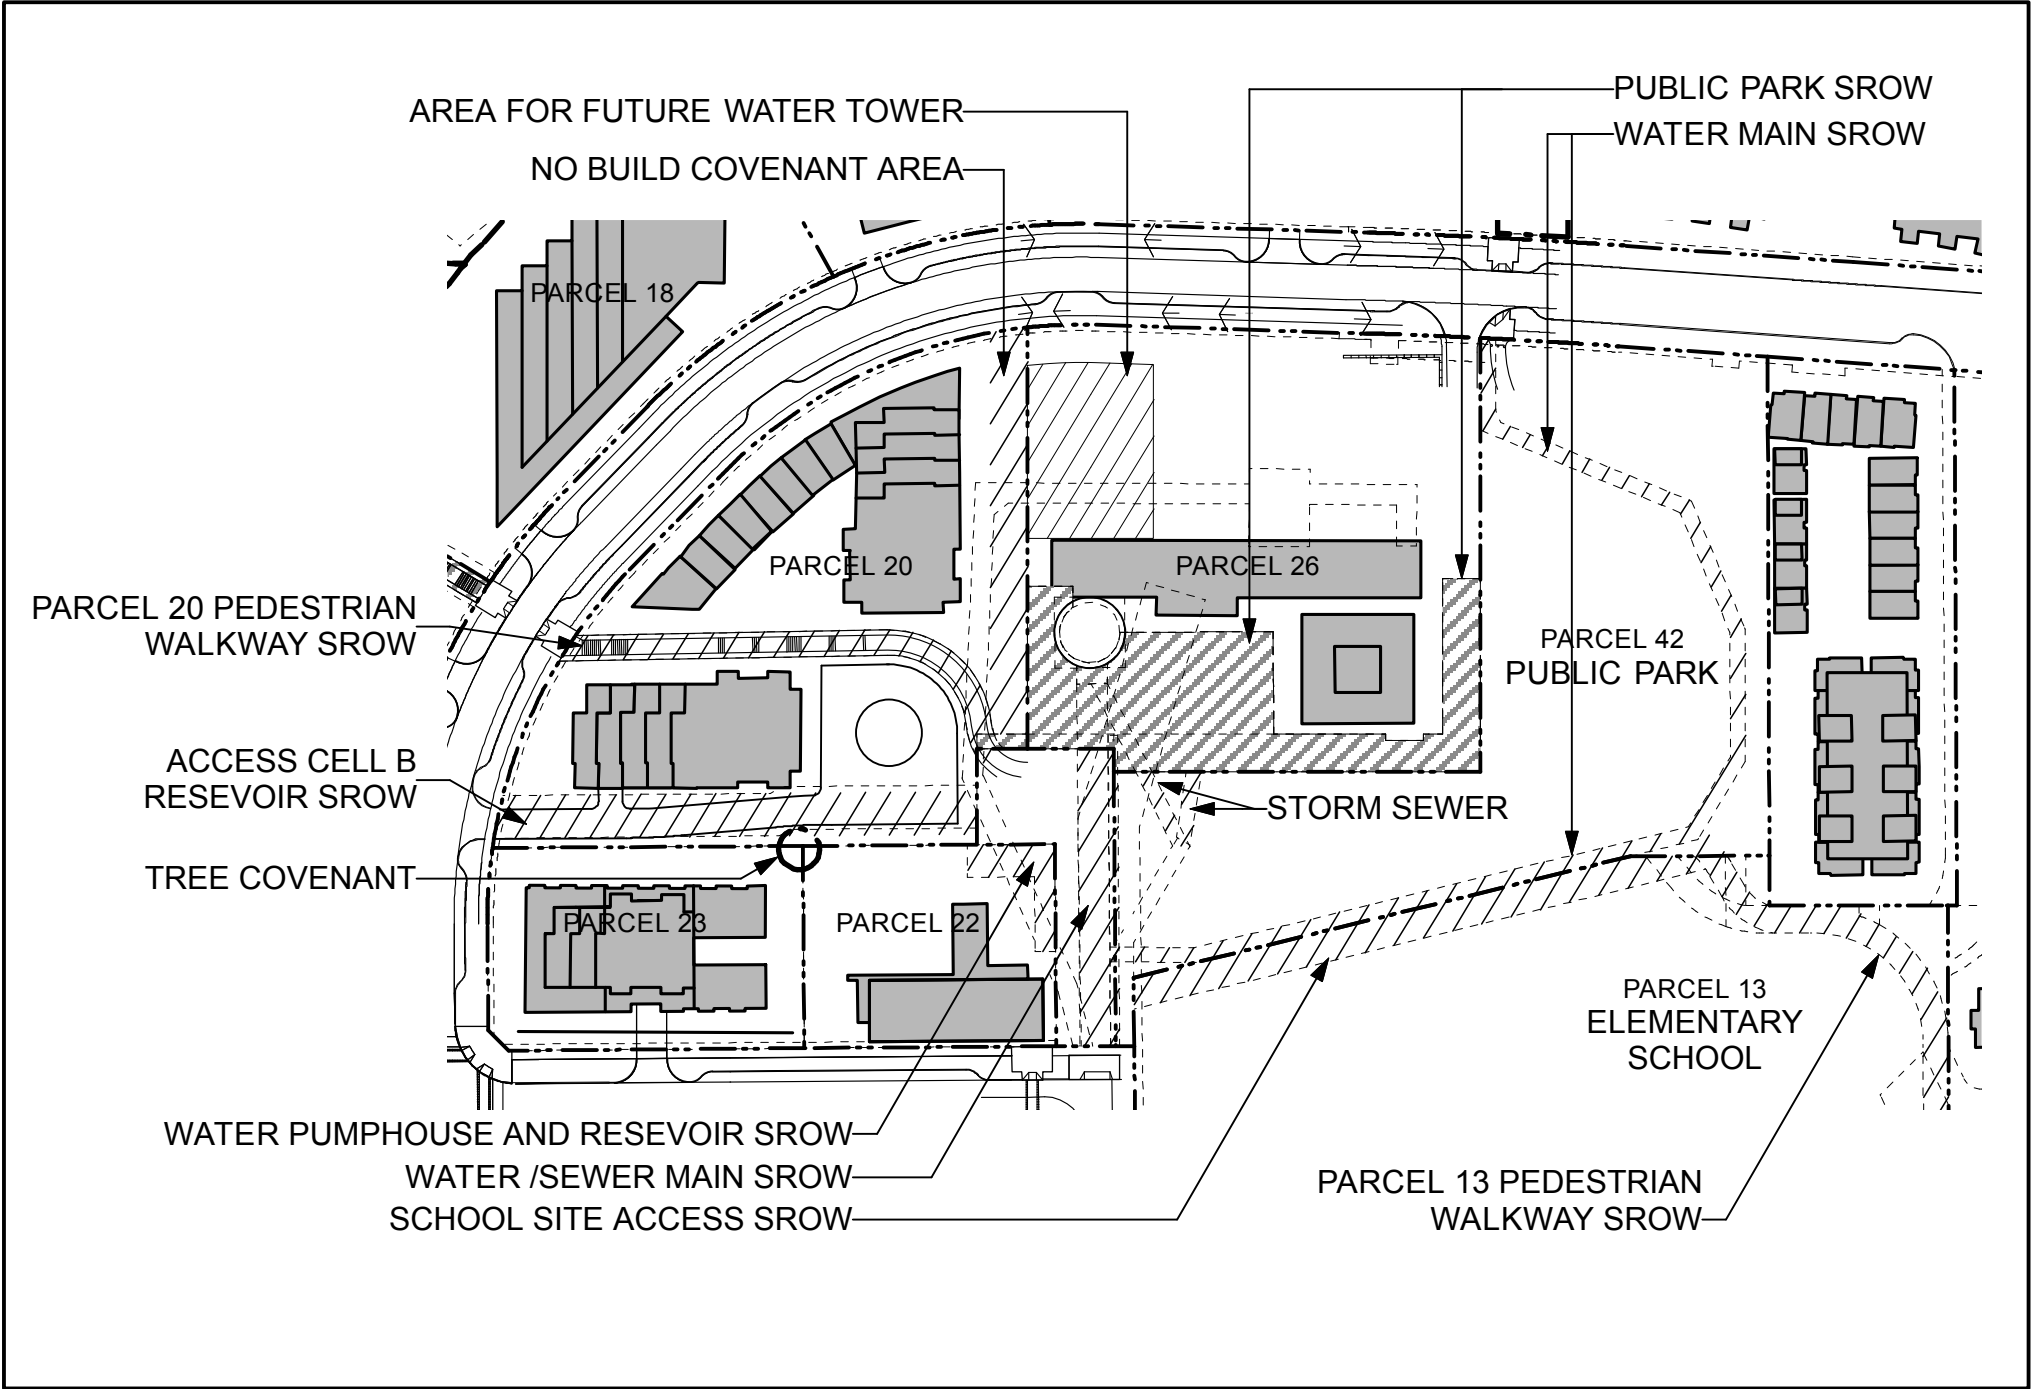 PUBLIC PARK SROW
AREA FOR FUTURE WATER TOWER
WATER MAIN SROW
NO BUILD COVENANT AREA
PARCEL 18
PARCEL 20
PARCEL 26
PARCEL 20 PEDESTRIAN
WALKWAY SROW
PARCEL 42
PUBLIC PARK
ACCESS CELL B
RESEVOIR SROW
STORM SEWER
TREE COVENANT
PARCEL 23
PARCEL 22
PARCEL 13
ELEMENTARY
SCHOOL
WATER PUMPHOUSE AND RESEVOIR SROW
WATER /SEWER MAIN SROW
SCHOOL SITE ACCESS SROW
PARCEL 13 PEDESTRIAN
WALKWAY SROW